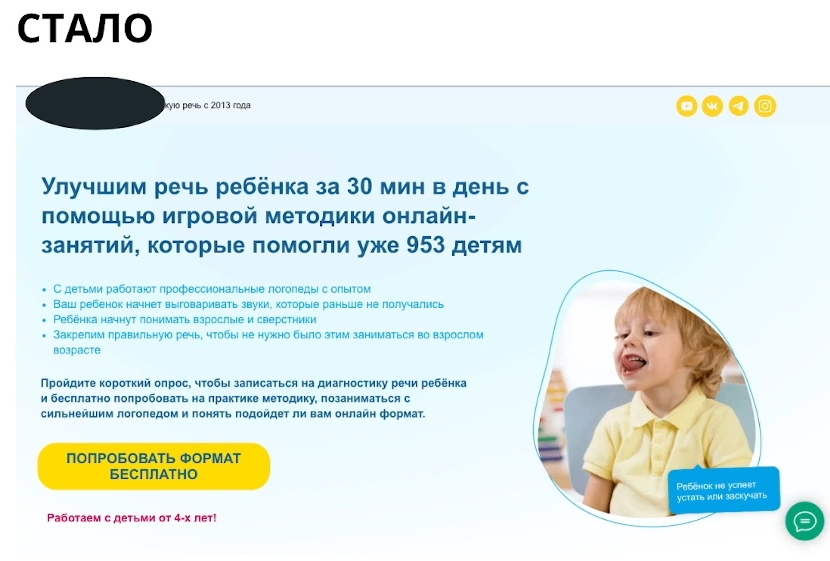 СТАЛО
кую речь с 2013 года
Улучшим речь ребёнка за 30 мин в день с
помощью игровой методики онлайн-
занятий, которые помогли уже 953 детям
• С детьми работают профессиональные логопеды с опытом
• Ваш ребенок начнет выговаривать звуки, которые раньше не получались
• Ребёнка начнут понимать взрослые и сверстники
• Закрепим правильную речь, чтобы не нужно было этим заниматься во взрослом
возрасте
Пройдите короткий опрос, чтобы записаться на диагностику речи ребёнка
и бесплатно попробовать на практике методику, позаниматься с
сильнейшим логопедом и понять подойдет ли вам онлайн формат.
ПОПРОБОВАТЬ ФОРМАТ
БЕСПЛАТНО
Работаем с детьми от 4-х лет!
Ребёнок не успеет
устать или заскучать